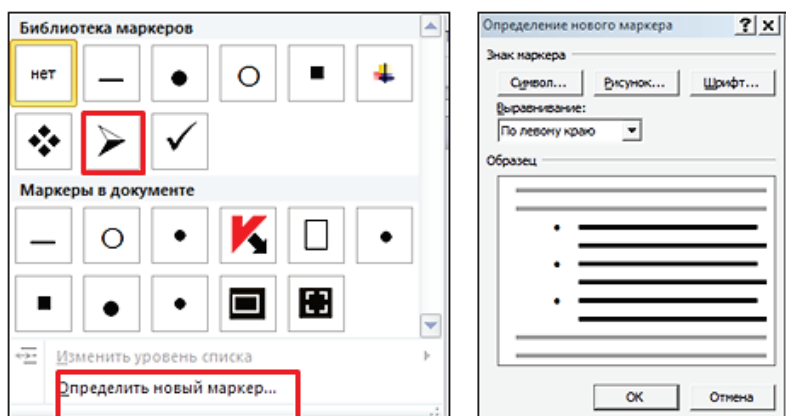 Библиотека маркеров
нет
Маркеры в документе
Изменить уровень списка
Определить новый маркер...
Определение нового маркера
Знак маркера
Символ... Рисунок... Шрифт...
Выравнивание:
По левому краю
Образец
ОК Отмена